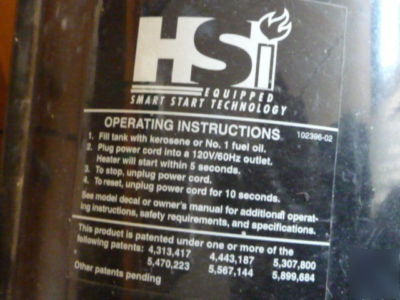 HSi
EQUIPPED
SMART START TECHNOLOGY
OPERATING INSTRUCTIONS 102396-02
1. Fill tank with kerosene or No. 1 fuel oil.
2. Plug power cord into a 120V/60Hz outlet.
Heater will start within 5 seconds.
3. To stop, unplug power cord.
4. To reset, unplug power cord for 10 seconds.
See model decal or owner's manual for additional operat-
ing instructions, safety requirements, and specifications.
This product is patented under one or more of the
following patents: 4,313,417 4,443,187 5,307,800
5,470,223 5,567,144 5,899,684
Other patents pending